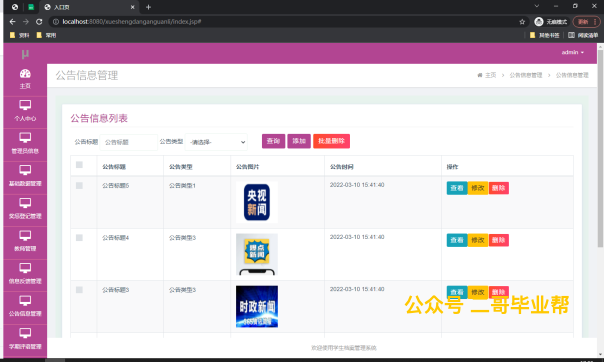 入口页
localhost:8080/xueshengdanganguanli/index.jsp#
无痕模式
更新
资料
常用
其他书签
阅读清单
μ
admin
主页
个人中心
管理员信息
基础数据管理
奖惩登记管理
教师管理
信息反馈管理
公告信息管理
学期评语管理
公告信息管理
主页 > 公告信息管理 > 公告信息管理
公告信息列表
公告标题 公告标题 公告类型 -请选择- 查询 添加 批量删除
公告标题 公告类型 公告图片 公告时间 操作
公告标题5 公告类型1 央视新闻 2022-03-10 15:41:40 查看 修改 删除
公告标题4 公告类型3 2022-03-10 15:41:40 查看 修改 删除
公告标题3 公告类型3 时政新闻 2022-03-10 15:41:40 查看 修改 删除
公众号 二哥毕业帮
欢迎使用学生档案管理系统